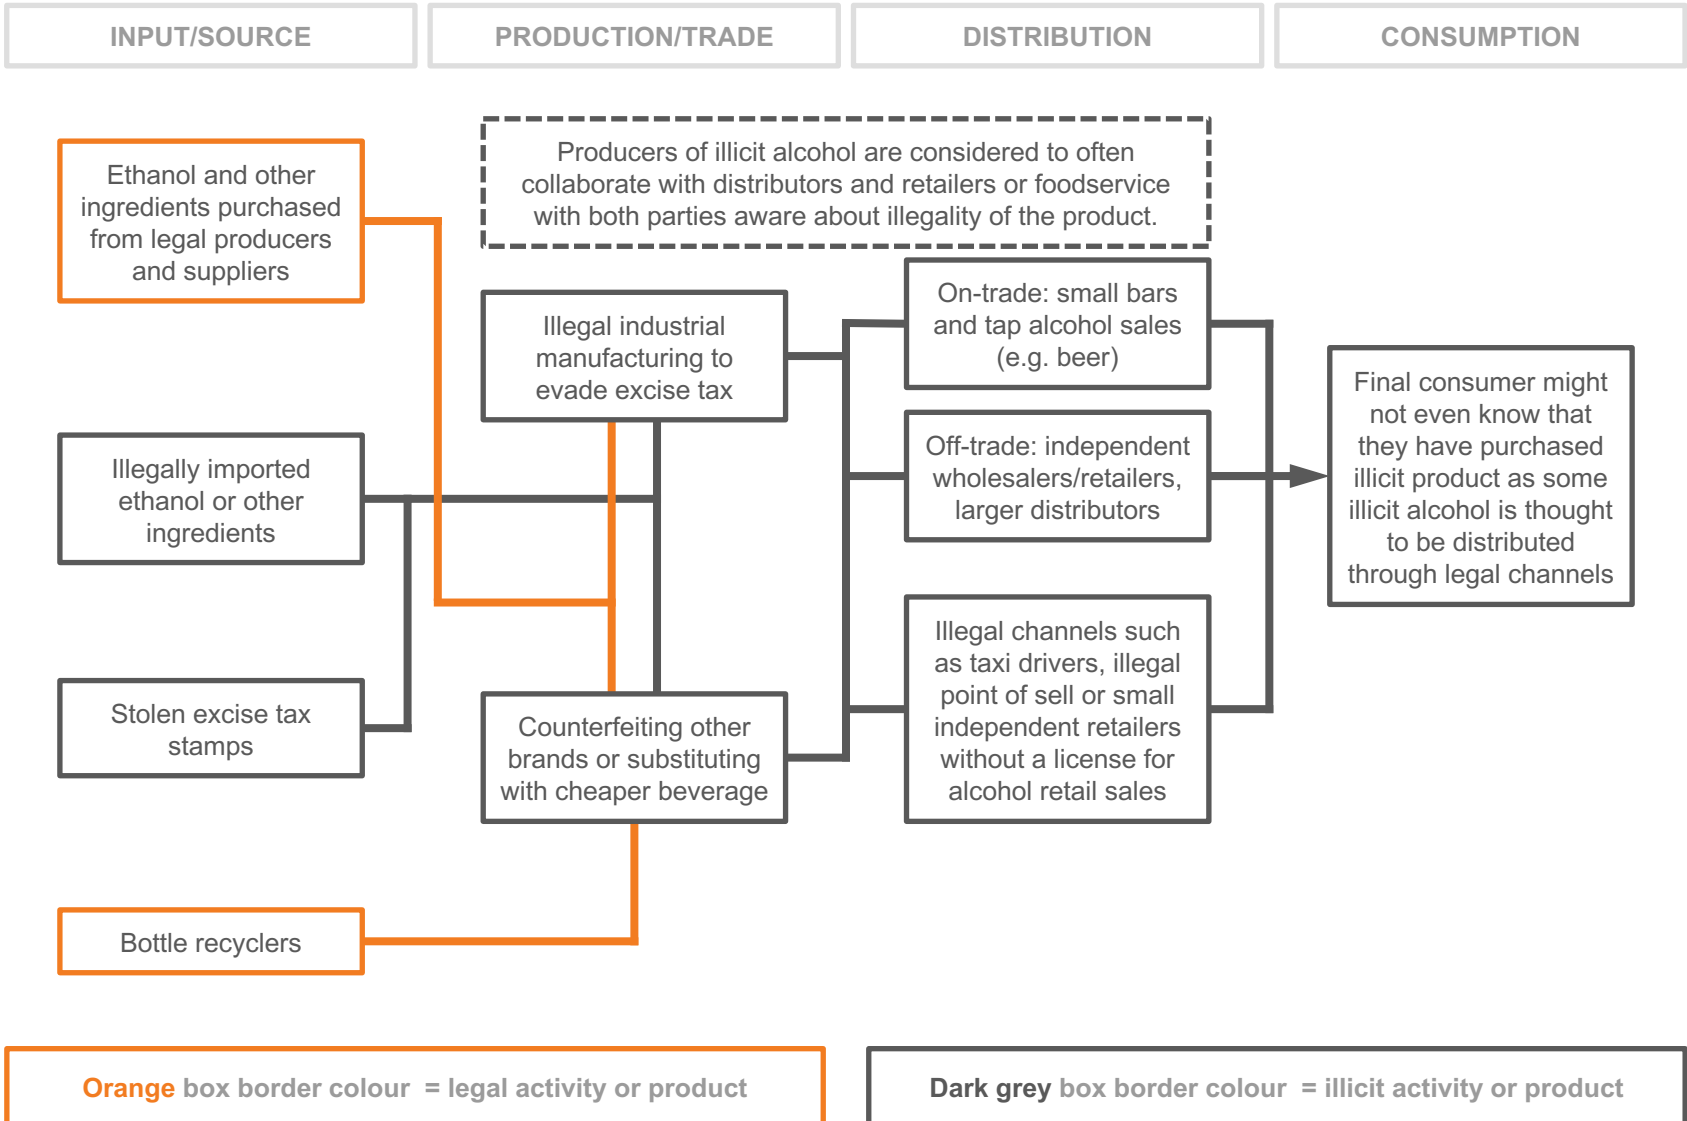 INPUT/SOURCE
PRODUCTION/TRADE
DISTRIBUTION
CONSUMPTION
Ethanol and other
ingredients purchased
from legal producers
and suppliers
Illegally imported
ethanol or other
ingredients
Stolen excise tax
stamps
Bottle recyclers
Producers of illicit alcohol are considered to often
collaborate with distributors and retailers or foodservice
with both parties aware about illegality of the product.
Illegal industrial
manufacturing to
evade excise tax
Counterfeiting other
brands or substituting
with cheaper beverage
On-trade: small bars
and tap alcohol sales
(e.g. beer)
Off-trade: independent
wholesalers/retailers,
larger distributors
Illegal channels such
as taxi drivers, illegal
point of sell or small
independent retailers
without a license for
alcohol retail sales
Final consumer might
not even know that
they have purchased
illicit product as some
illicit alcohol is thought
to be distributed
through legal channels
Orange box border colour = legal activity or product
Dark grey box border colour = illicit activity or product